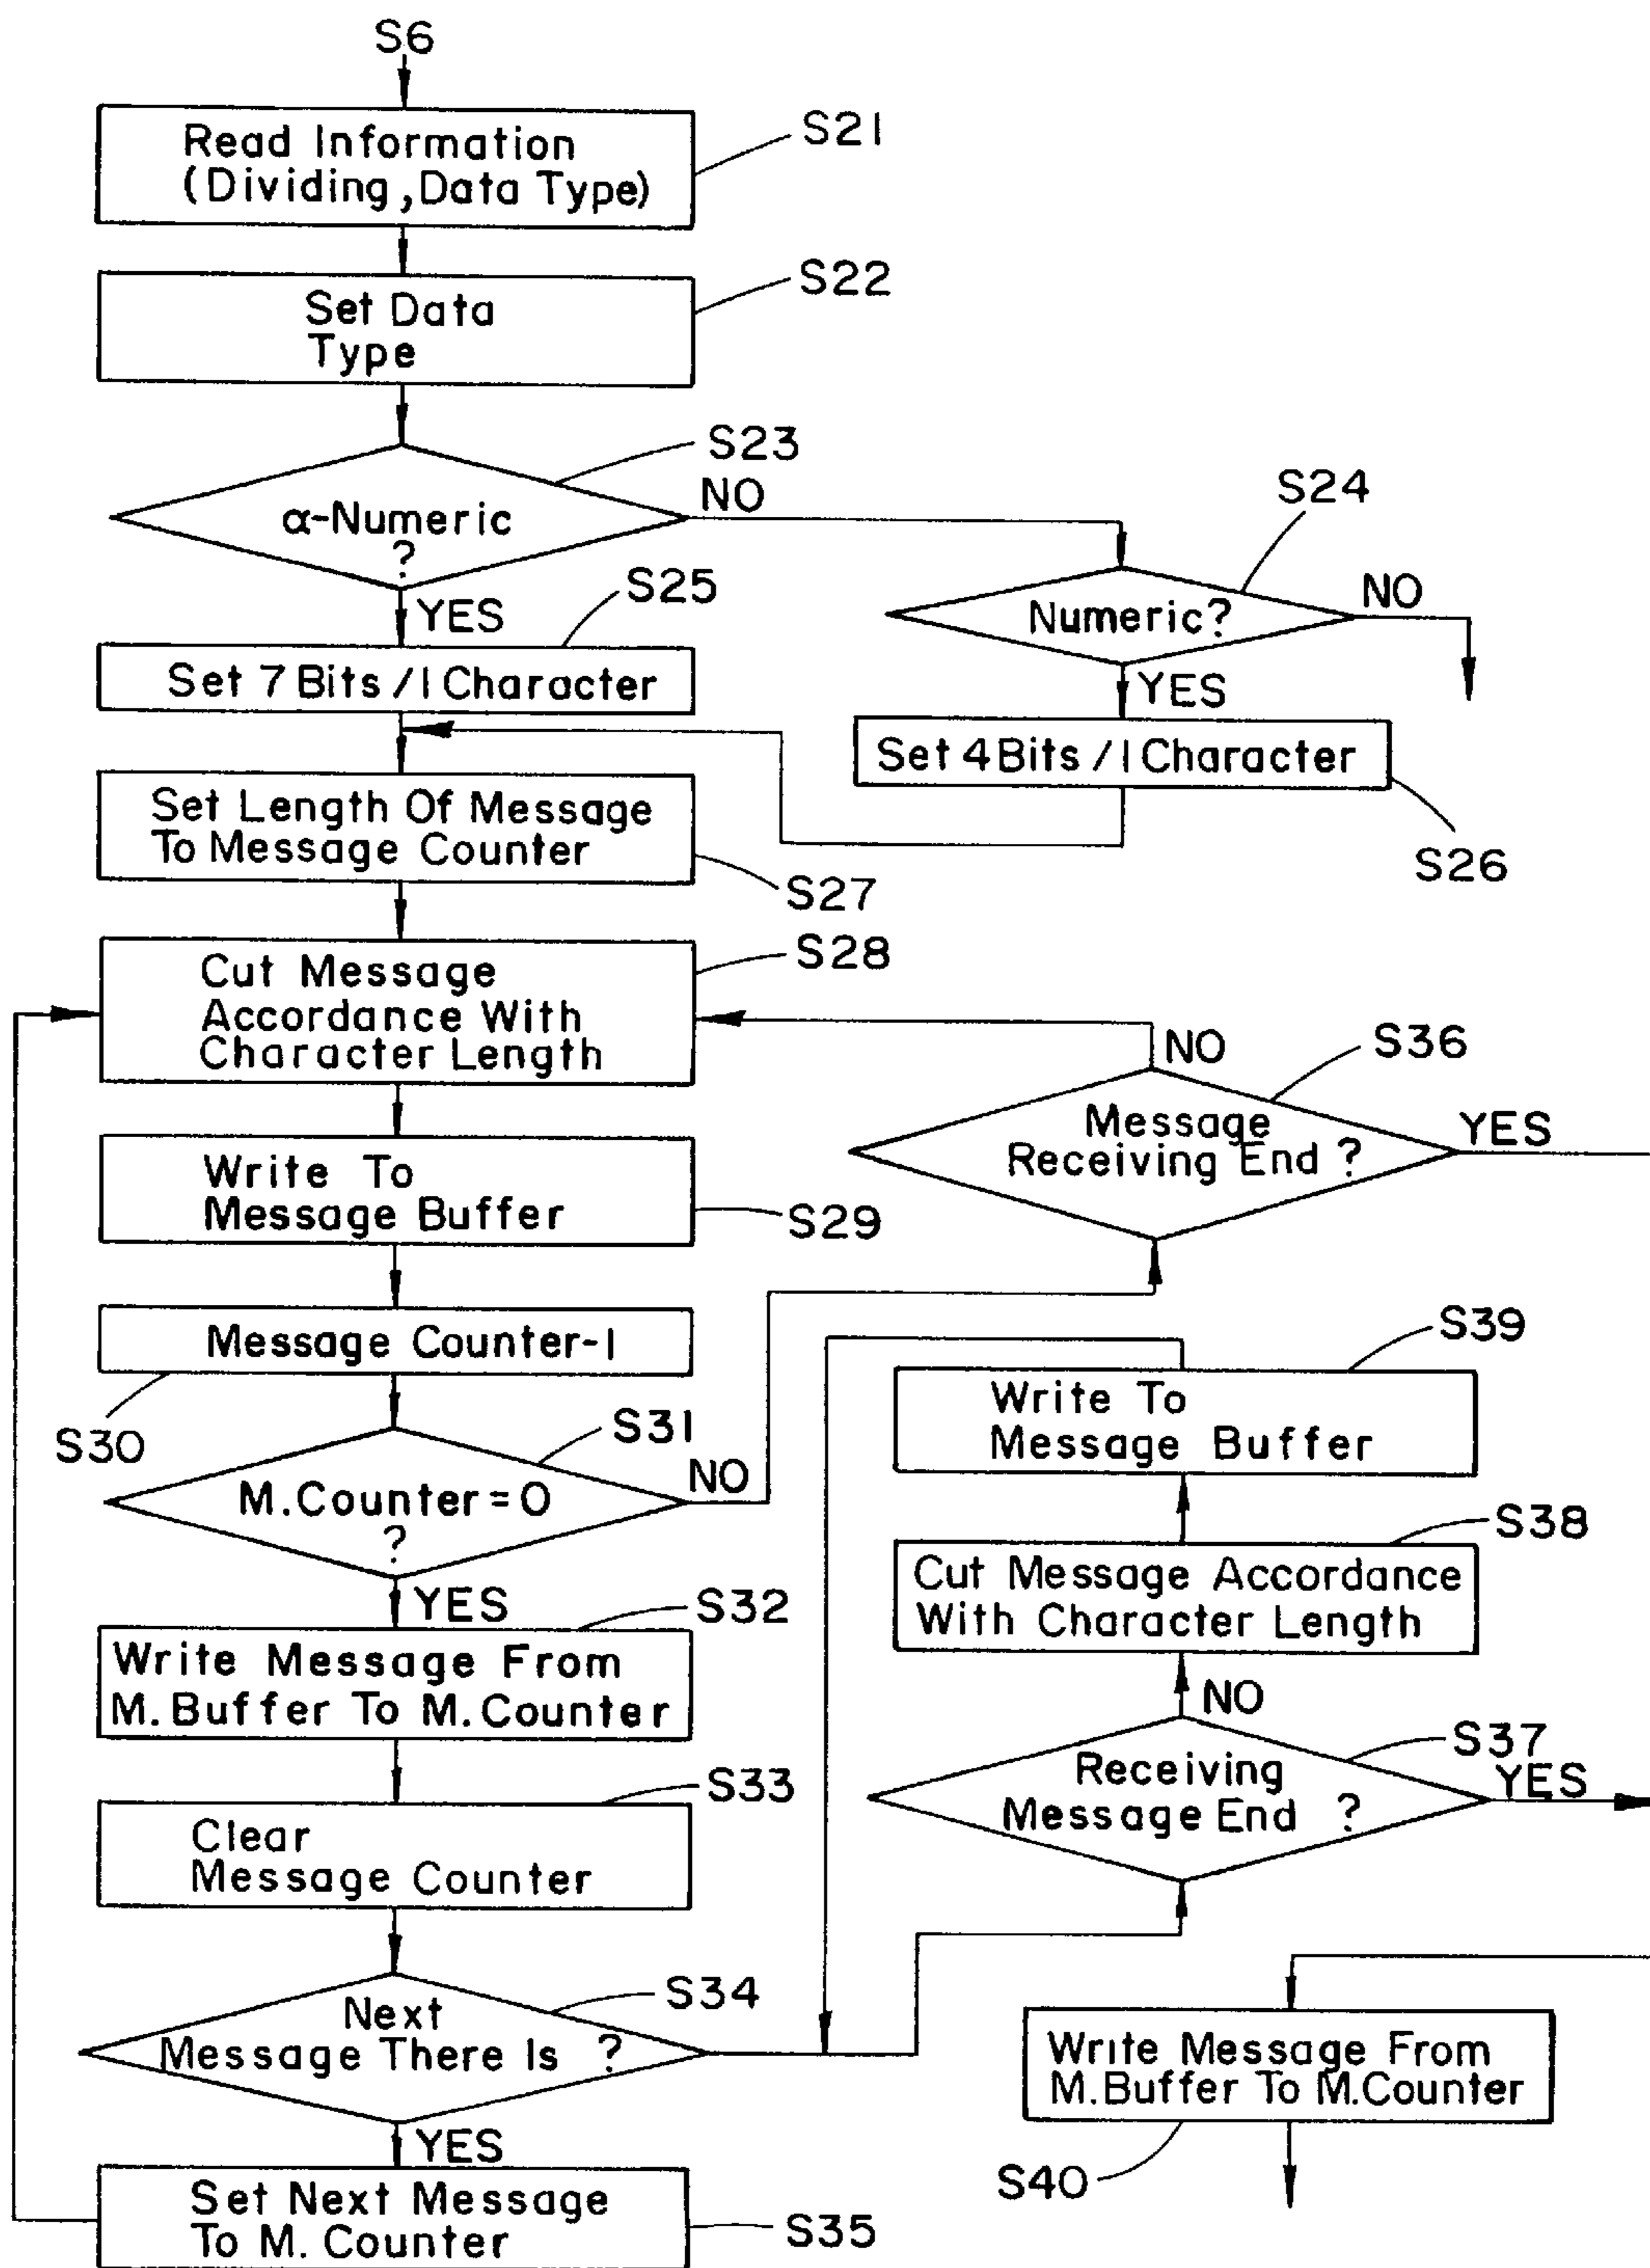 S6
Read Information
(Dividing, Data Type)
S21
Set Data
Type
S22
α-Numeric
?
S23
NO
YES
Numeric?
S24
NO
YES
Set 7 Bits / 1 Character
S25
Set 4 Bits / 1 Character
S26
Set Length Of Message
To Message Counter
S27
Cut Message
Accordance With
Character Length
S28
Write To
Message Buffer
S29
Message Counter-1
S30
M.Counter = 0
?
S31
NO
YES
Write Message From
M.Buffer To M.Counter
S32
Clear
Message Counter
S33
Next
Message There Is ?
S34
YES
Set Next Message
To M. Counter
S35
NO
S36
Message
Receiving End ?
YES
S39
Write To
Message Buffer
S38
Cut Message Accordance
With Character Length
NO
S37
Receiving
Message End ?
YES
Write Message From
M.Buffer To M.Counter
S40